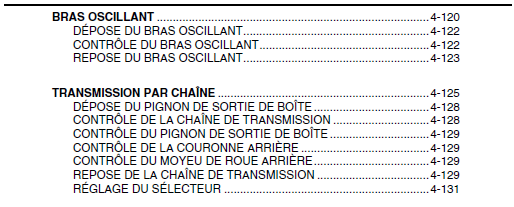 BRAS OSCILLANT ..................................................................................... 4-120
DÉPOSE DU BRAS OSCILLANT.......................................................... 4-122
CONTRÔLE DU BRAS OSCILLANT..................................................... 4-122
REPOSE DU BRAS OSCILLANT.......................................................... 4-123
TRANSMISSION PAR CHAÎNE ................................................................. 4-125
DÉPOSE DU PIGNON DE SORTIE DE BOÎTE .................................... 4-128
CONTRÔLE DE LA CHAÎNE DE TRANSMISSION .............................. 4-128
CONTRÔLE DU PIGNON DE SORTIE DE BOÎTE ............................... 4-129
CONTRÔLE DE LA COURONNE ARRIÈRE ........................................ 4-129
CONTRÔLE DU MOYEU DE ROUE ARRIÈRE.................................... 4-129
REPOSE DE LA CHAÎNE DE TRANSMISSION ................................... 4-129
RÉGLAGE DU SÉLECTEUR ................................................................ 4-131